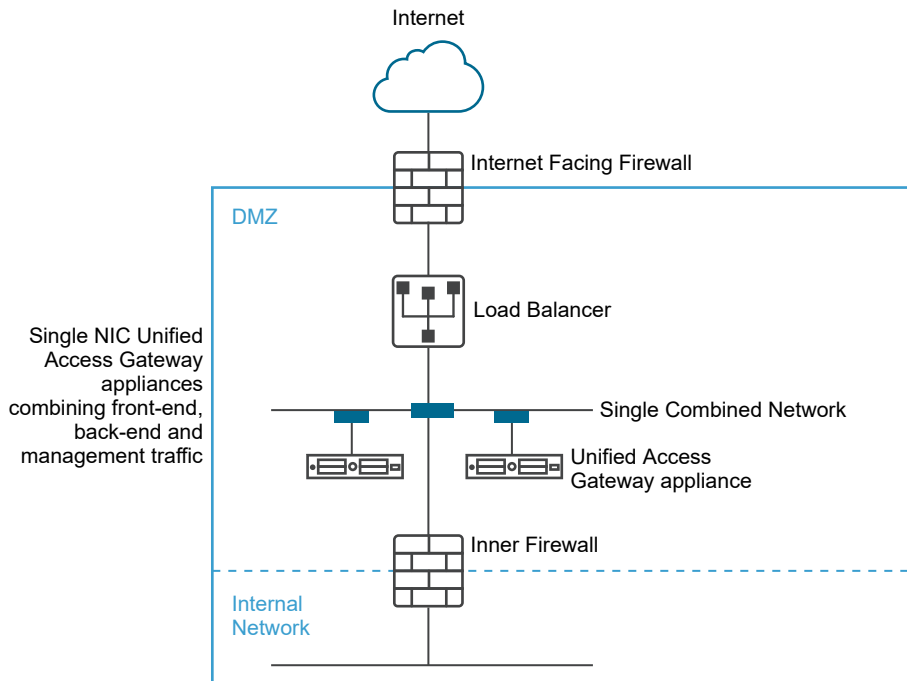 Internet
Internet Facing Firewall
DMZ
Load Balancer
Single NIC Unified
Access Gateway
appliances
combining front-end,
back-end and
management traffic
Single Combined Network
Unified Access
Gateway appliance
Inner Firewall
Internal
Network